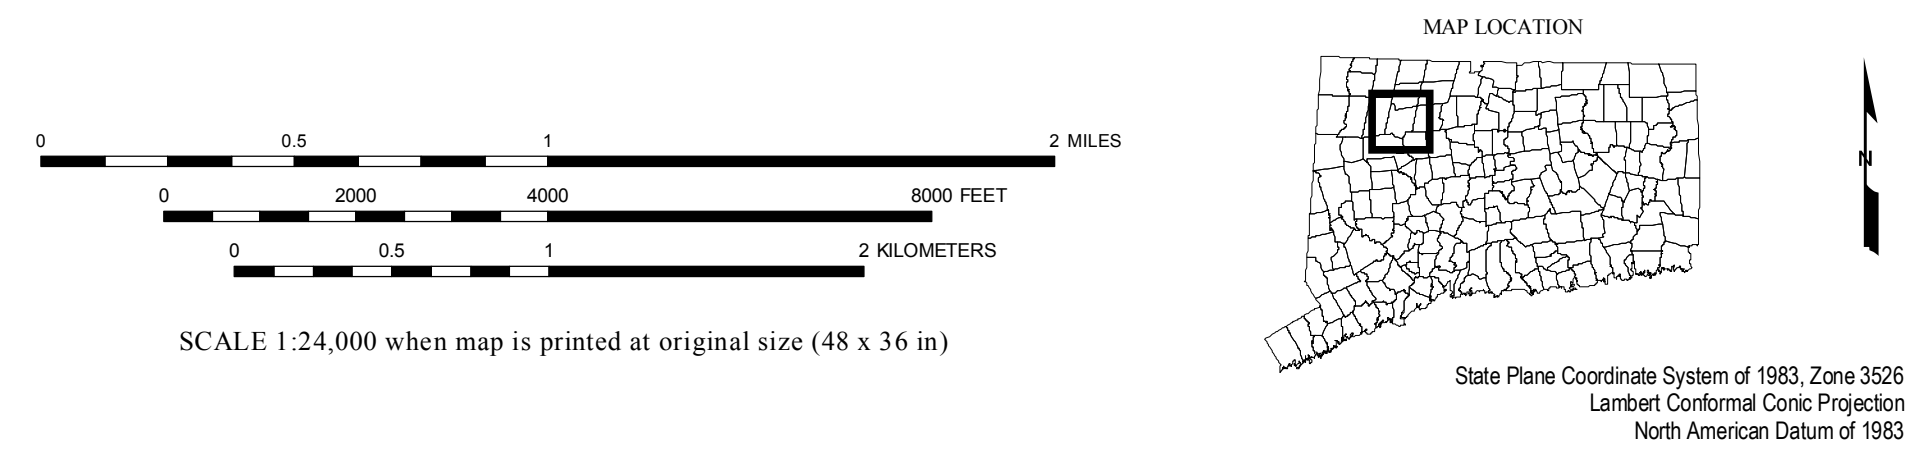 MAP LOCATION
0 0.5 1 2 MILES
0 2000 4000 8000 FEET
0 0.5 1 2 KILOMETERS
SCALE 1:24,000 when map is printed at original size (48 x 36 in)
N
State Plane Coordinate System of 1983, Zone 3526
Lambert Conformal Conic Projection
North American Datum of 1983